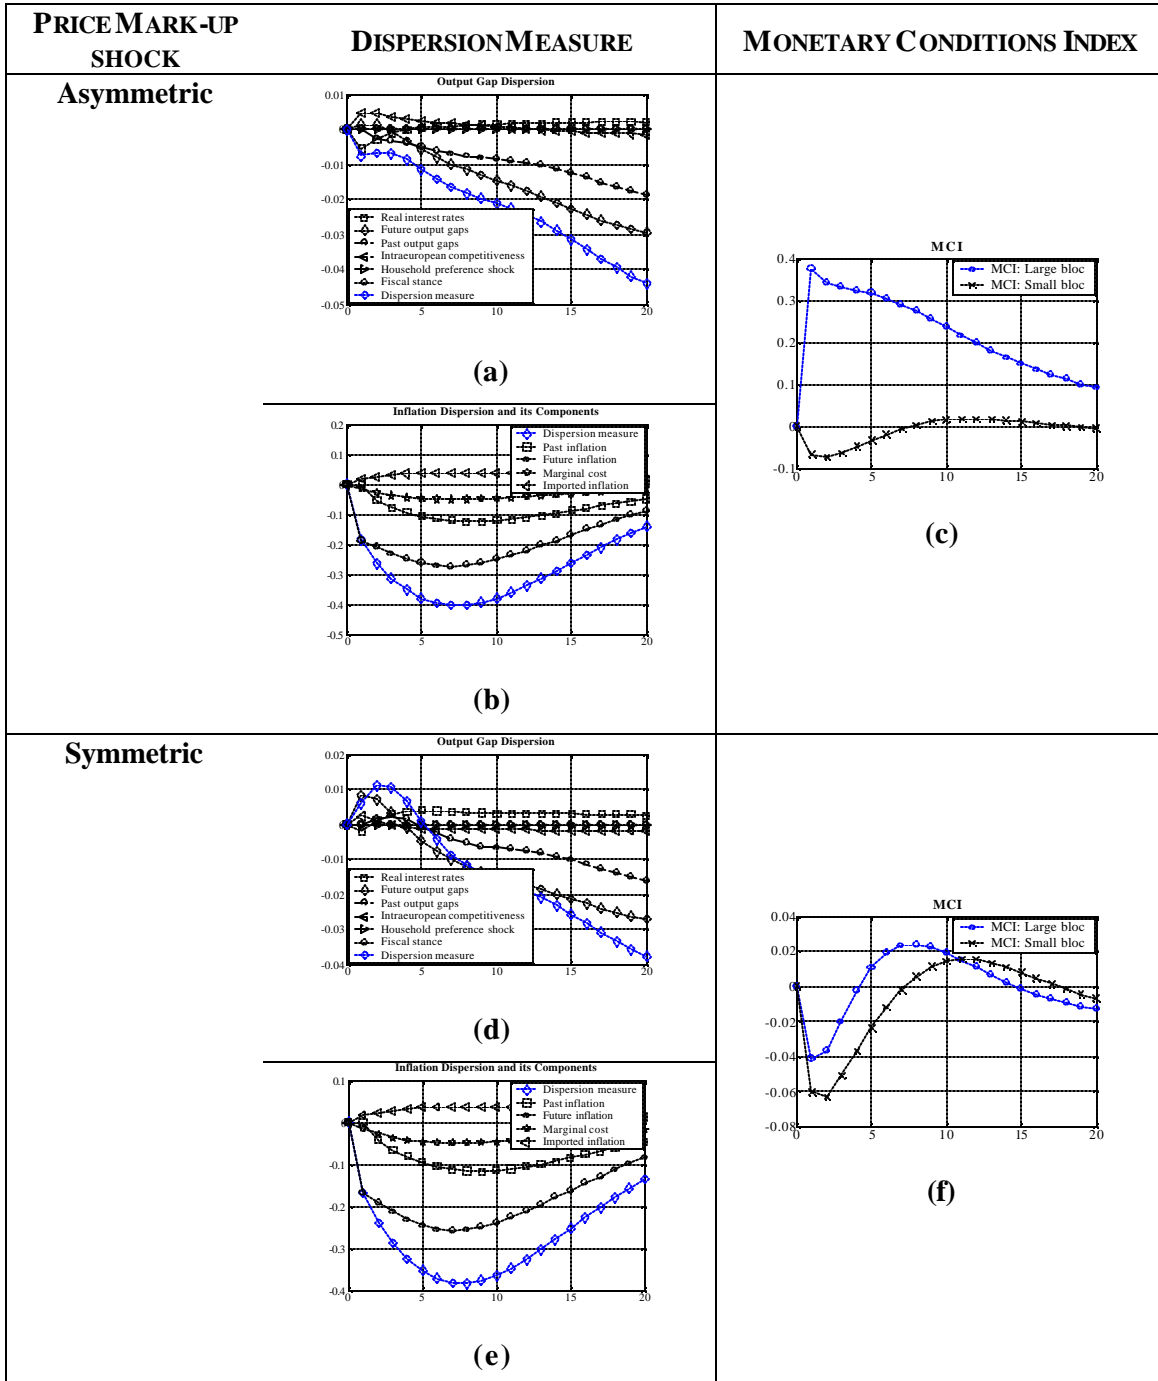 PRICE MARK-UP
SHOCK
DISPERSION MEASURE
MONETARY CONDITIONS INDEX
Asymmetric
Output Gap Dispersion
0.01
0
-0.01
-0.02
-0.03
-0.04
-0.05
0 5 10 15 20
Real interest rates
Future output gaps
Past output gaps
Intraeuropean competitiveness
Household preference shock
Fiscal stance
Dispersion measure
(a)
Inflation Dispersion and its Components
0.2
0.1
0
-0.1
-0.2
-0.3
-0.4
-0.5
0 5 10 15 20
Dispersion measure
Past inflation
Future inflation
Marginal cost
Imported inflation
(b)
MCI
0.4
0.3
0.2
0.1
0
-0.1
0 5 10 15 20
MCI: Large bloc
MCI: Small bloc
(c)
Symmetric
Output Gap Dispersion
0.02
0.01
0
-0.01
-0.02
-0.03
-0.04
0 5 10 15 20
Real interest rates
Future output gaps
Past output gaps
Intraeuropean competitiveness
Household preference shock
Fiscal stance
Dispersion measure
(d)
Inflation Dispersion and its Components
0.1
0
-0.1
-0.2
-0.3
-0.4
0 5 10 15 20
Dispersion measure
Past inflation
Future inflation
Marginal cost
Imported inflation
(e)
MCI
0.04
0.02
0
-0.02
-0.04
-0.06
-0.08
0 5 10 15 20
MCI: Large bloc
MCI: Small bloc
(f)